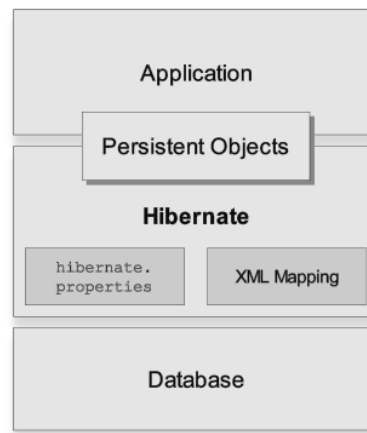 Application
Persistent Objects
Hibernate
hibernate.
properties
XML Mapping
Database